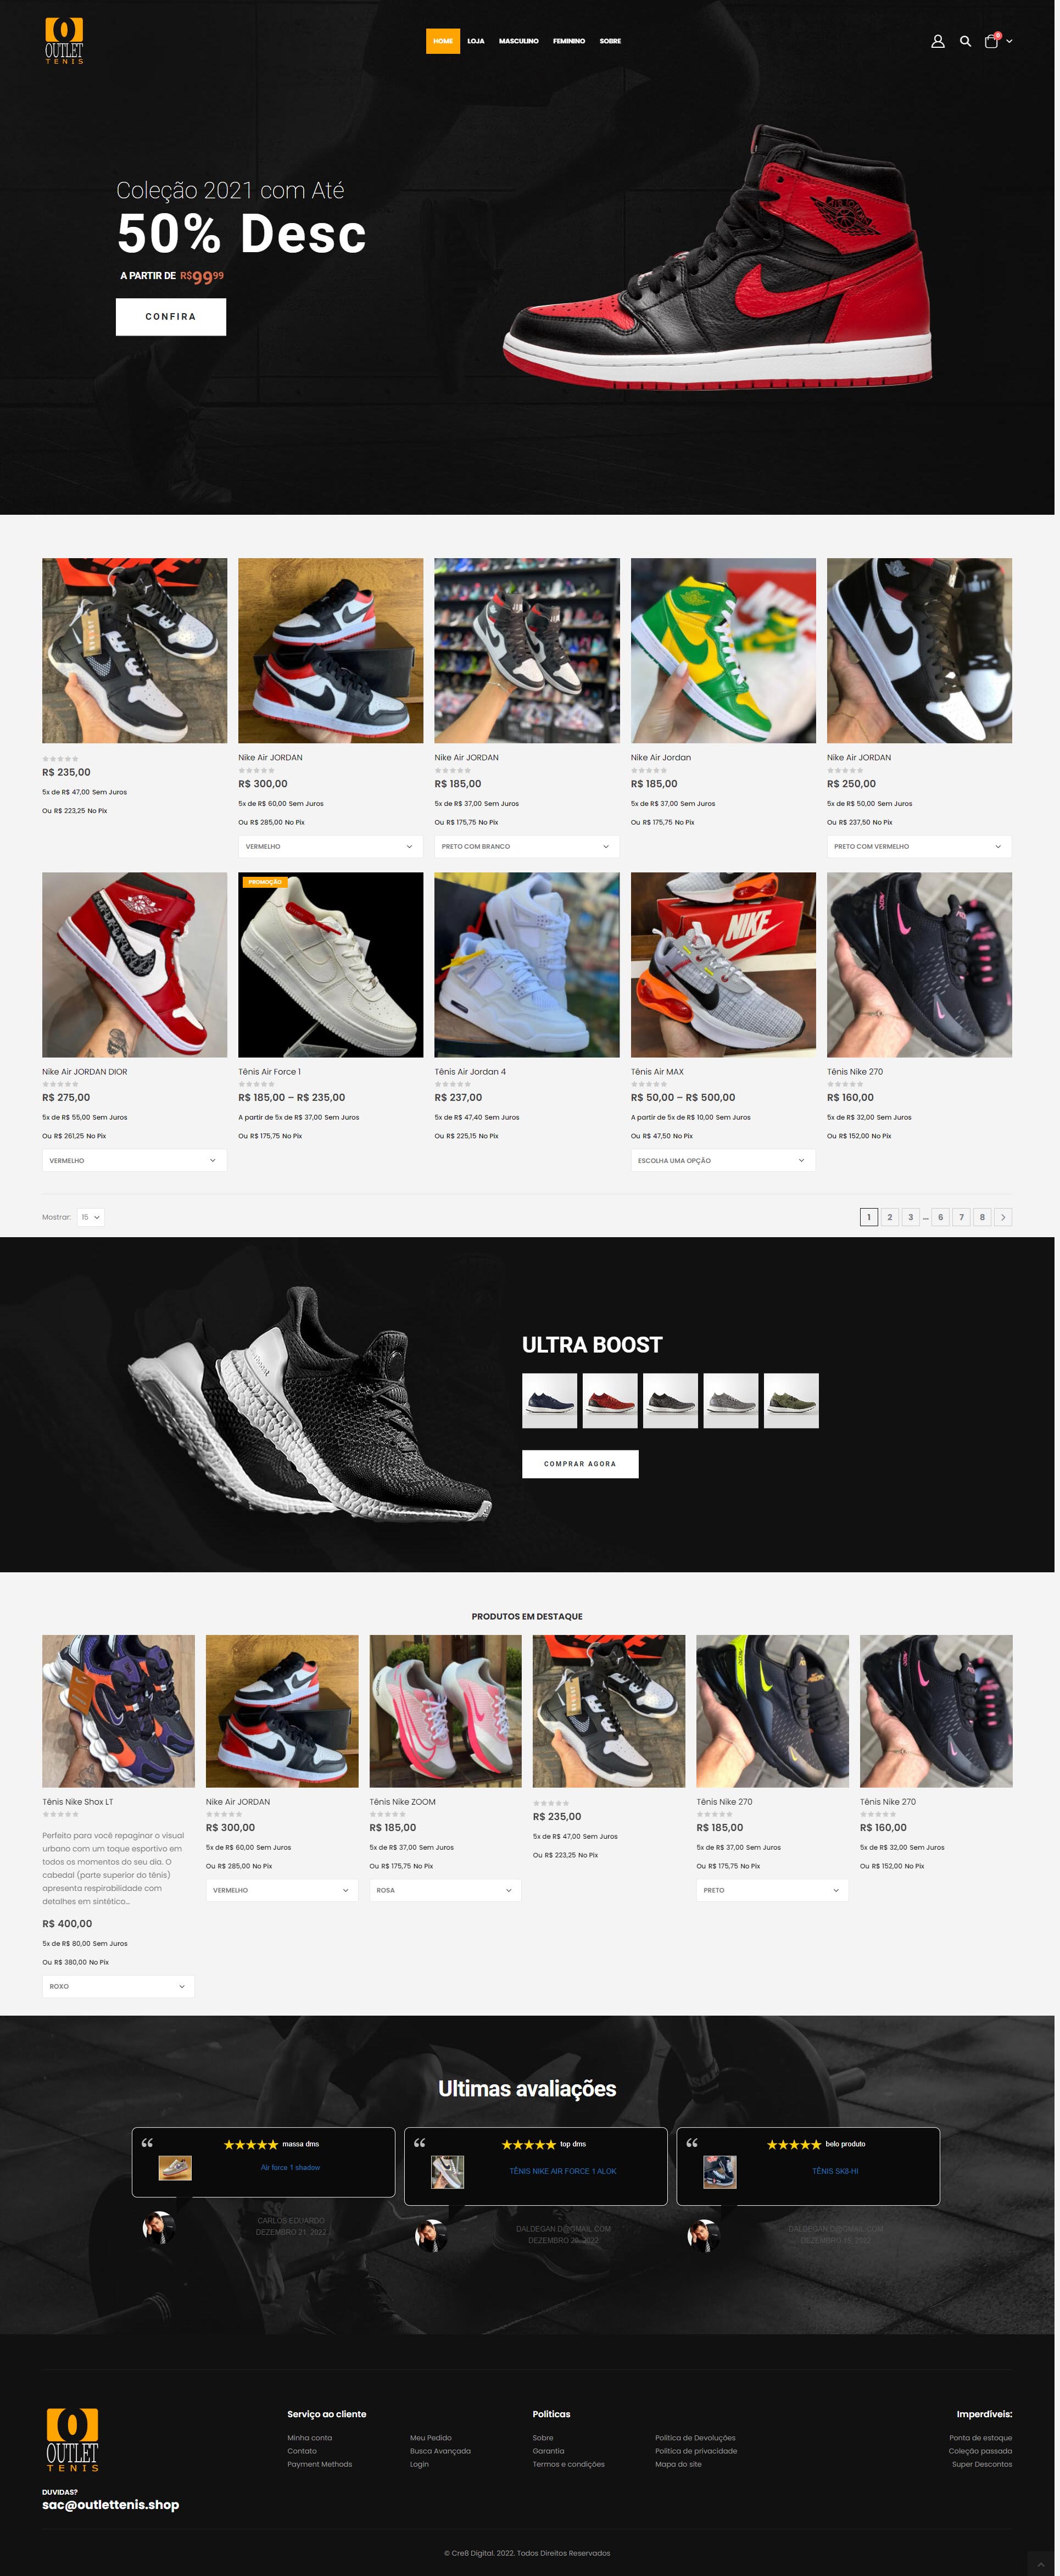 OUTLET
TENIS
HOME LOJA MASCULINO FEMININO SOBRE
0
Coleção 2021 com Até
50% Desc
A PARTIR DE R$99,99
CONFIRA
R$ 235,00
5x de R$ 47,00 Sem Juros
Ou R$ 223,25 No Pix
Nike Air JORDAN
R$ 300,00
5x de R$ 60,00 Sem Juros
Ou R$ 285,00 No Pix
VERMELHO
Nike Air JORDAN
R$ 185,00
5x de R$ 37,00 Sem Juros
Ou R$ 175,75 No Pix
PRETO COM BRANCO
Nike Air Jordan
R$ 185,00
5x de R$ 37,00 Sem Juros
Ou R$ 175,75 No Pix
Nike Air JORDAN
R$ 250,00
5x de R$ 50,00 Sem Juros
Ou R$ 237,50 No Pix
PRETO COM VERMELHO
Nike Air JORDAN DIOR
R$ 275,00
5x de R$ 55,00 Sem Juros
Ou R$ 261,25 No Pix
VERMELHO
PROMOÇÃO
Tênis Air Force 1
R$ 185,00 – R$ 235,00
A partir de 5x de R$ 37,00 Sem Juros
Ou R$ 175,75 No Pix
Tênis Air Jordan 4
R$ 237,00
5x de R$ 47,40 Sem Juros
Ou R$ 225,15 No Pix
NIKE
Tênis Air MAX
R$ 50,00 – R$ 500,00
A partir de 5x de R$ 10,00 Sem Juros
Ou R$ 47,50 No Pix
ESCOLHA UMA OPÇÃO
Tênis Nike 270
R$ 160,00
5x de R$ 32,00 Sem Juros
Ou R$ 152,00 No Pix
Mostrar: 15
1 2 3 ... 6 7 8
ULTRA BOOST
COMPRAR AGORA
PRODUTOS EM DESTAQUE
Tênis Nike Shox LT
Perfeito para você repaginar o visual
urbano com um toque esportivo em
todos os momentos do seu dia. O
cabedal (parte superior do tênis)
apresenta respirabilidade com
detalhes em sintético...
R$ 400,00
5x de R$ 80,00 Sem Juros
Ou R$ 380,00 No Pix
ROXO
Nike Air JORDAN
R$ 300,00
5x de R$ 60,00 Sem Juros
Ou R$ 285,00 No Pix
VERMELHO
Tênis Nike ZOOM
R$ 185,00
5x de R$ 37,00 Sem Juros
Ou R$ 175,75 No Pix
ROSA
R$ 235,00
5x de R$ 47,00 Sem Juros
Ou R$ 223,25 No Pix
Tênis Nike 270
R$ 185,00
5x de R$ 37,00 Sem Juros
Ou R$ 175,75 No Pix
PRETO
Tênis Nike 270
R$ 160,00
5x de R$ 32,00 Sem Juros
Ou R$ 152,00 No Pix
Ultimas avaliações
massa dms
Air force 1 shadow
CARLOS EDUARDO
DEZEMBRO 21, 2022
top dms
TÊNIS NIKE AIR FORCE 1 ALOK
DALDEGAN.D@GMAIL.COM
DEZEMBRO 20, 2022
belo produto
TÊNIS SK8-HI
DALDEGAN.D@GMAIL.COM
OUTLET
TENIS
DUVIDAS?
sac@outlettenis.shop
Serviço ao cliente
Minha conta
Contato
Payment Methods
Meu Pedido
Busca Avançada
Login
Políticas
Sobre
Garantia
Termos e condições
Política de Devoluções
Política de privacidade
Mapa do site
Imperdíveis:
Ponta de estoque
Coleção passada
Super Descontos
© Cre8 Digital. 2022. Todos Direitos Reservados